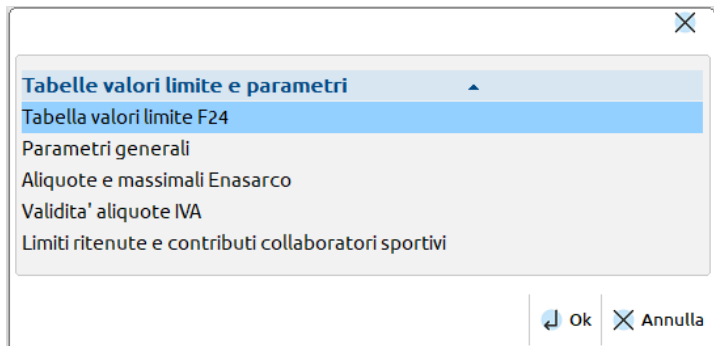 Tabelle valori limite e parametri
Tabella valori limite F24
Parametri generali
Aliquote e massimali Enasarco
Validita' aliquote IVA
Limiti ritenute e contributi collaboratori sportivi
Ok Annulla